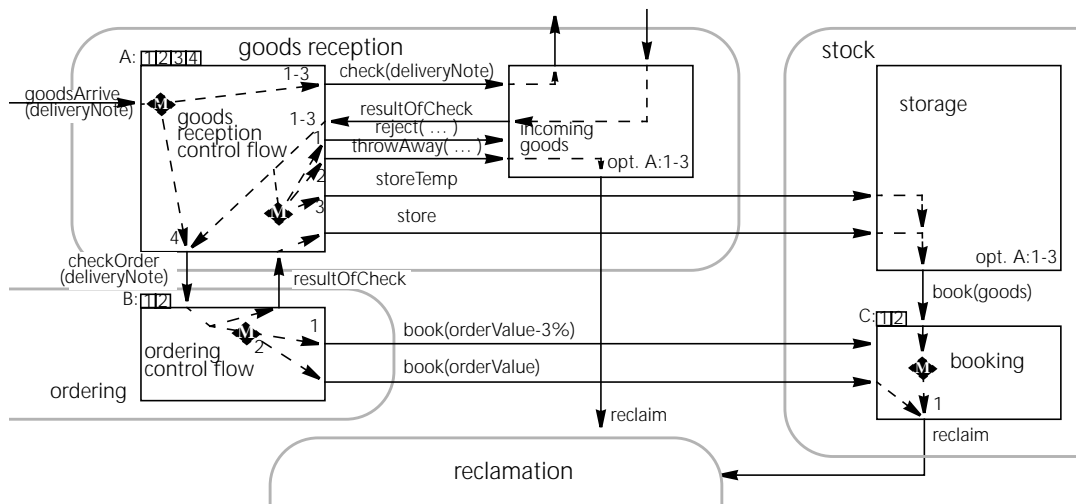 goods reception
stock
A: 1 2 3 4
1-3
check(deliveryNote)
goodsArrive
(deliveryNote)
M
goods
reception
control flow
1-3
resultOfCheck
reject( ... )
1
throwAway( ... )
incoming
goods
opt. A:1-3
storage
2
storeTemp
M
3
store
4
opt. A:1-3
checkOrder
(deliveryNote)
resultOfCheck
book(goods)
B: 1 2
C: 1 2
1
book(orderValue-3%)
M
2
ordering
control flow
book(orderValue)
M
booking
ordering
1
reclaim
reclaim
reclamation